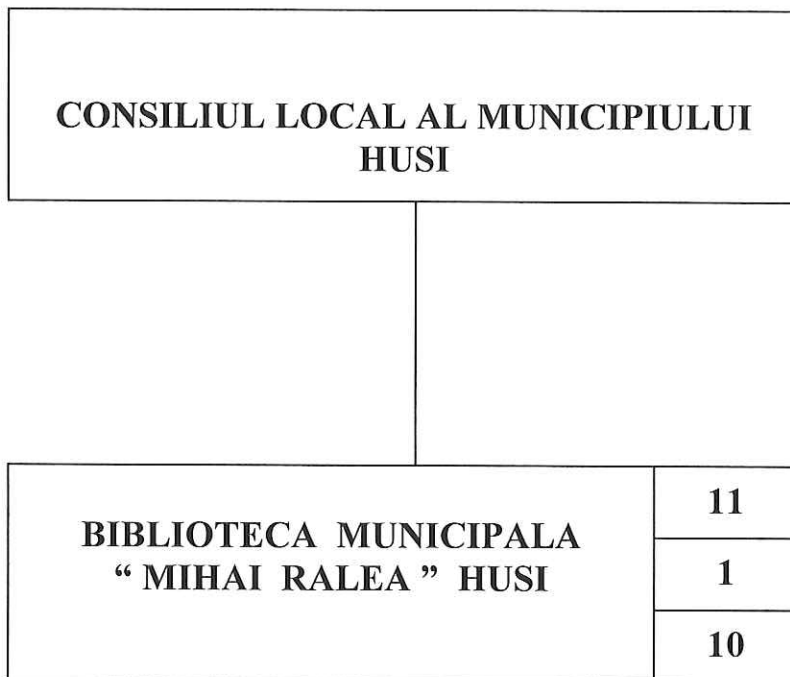 CONSILIUL LOCAL AL MUNICIPIULUI
HUSI
BIBLIOTECA MUNICIPALA
“ MIHAI RALEA ” HUSI
11
1
10